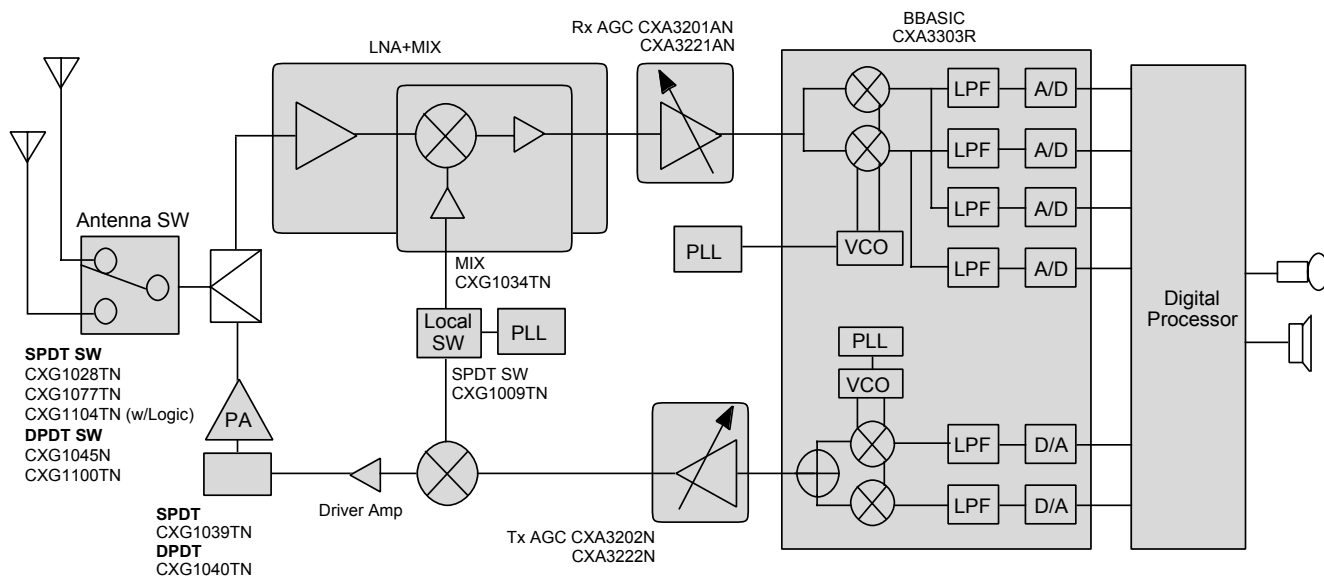 BBASIC
CXA3303R
Rx AGC CXA3201AN
CXA3221AN
LNA+MIX
LPF
A/D
LPF
A/D
LPF
A/D
LPF
A/D
Antenna SW
PLL
VCO
MIX
CXG1034TN
Local
SW
PLL
Digital
Processor
SPDT SW
CXG1028TN
CXG1077TN
CXG1104TN (w/Logic)
DPDT SW
CXG1045N
CXG1100TN
SPDT SW
CXG1009TN
PLL
VCO
PA
LPF
D/A
LPF
D/A
Driver Amp
SPDT
CXG1039TN
DPDT
CXG1040TN
Tx AGC CXA3202N
CXA3222N